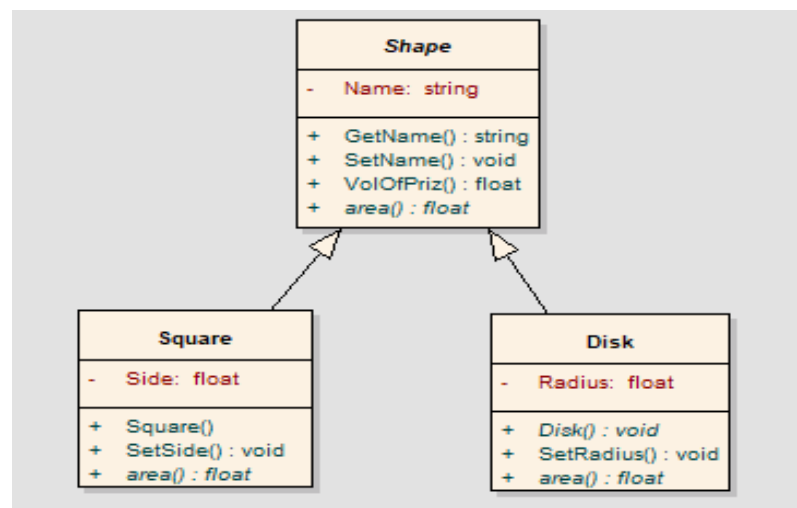 Shape
- Name: string
+ GetName() : string
+ SetName() : void
+ VolOfPriz() : float
+ area() : float
Square
- Side: float
+ Square()
+ SetSide() : void
+ area() : float
Disk
- Radius: float
+ Disk() : void
+ SetRadius() : void
+ area() : float